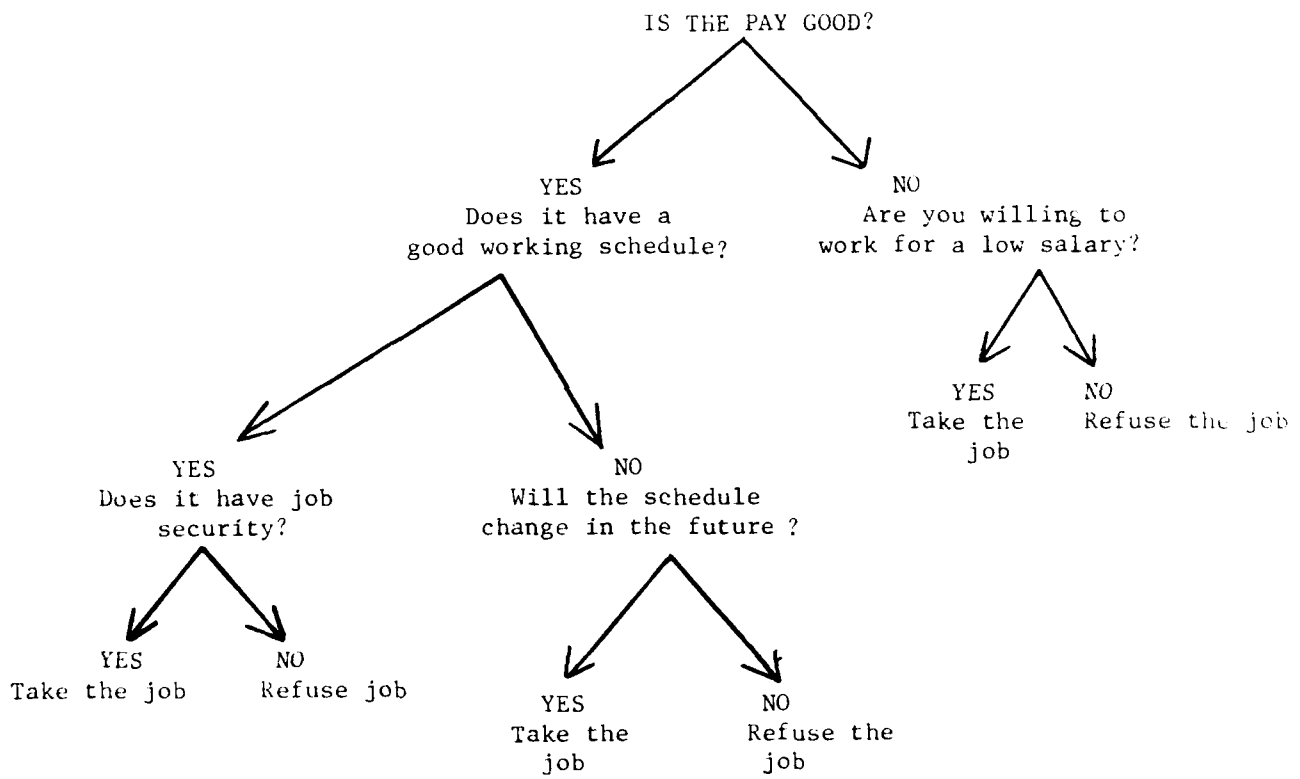 IS THE PAY GOOD?
YES
Does it have a
good working schedule?
NO
Are you willing to
work for a low salary?
YES
Take the
job
NO
Refuse the job
YES
Does it have job
security?
NO
Will the schedule
change in the future ?
YES
Take the job
NO
Refuse job
YES
Take the
job
NO
Refuse the
job